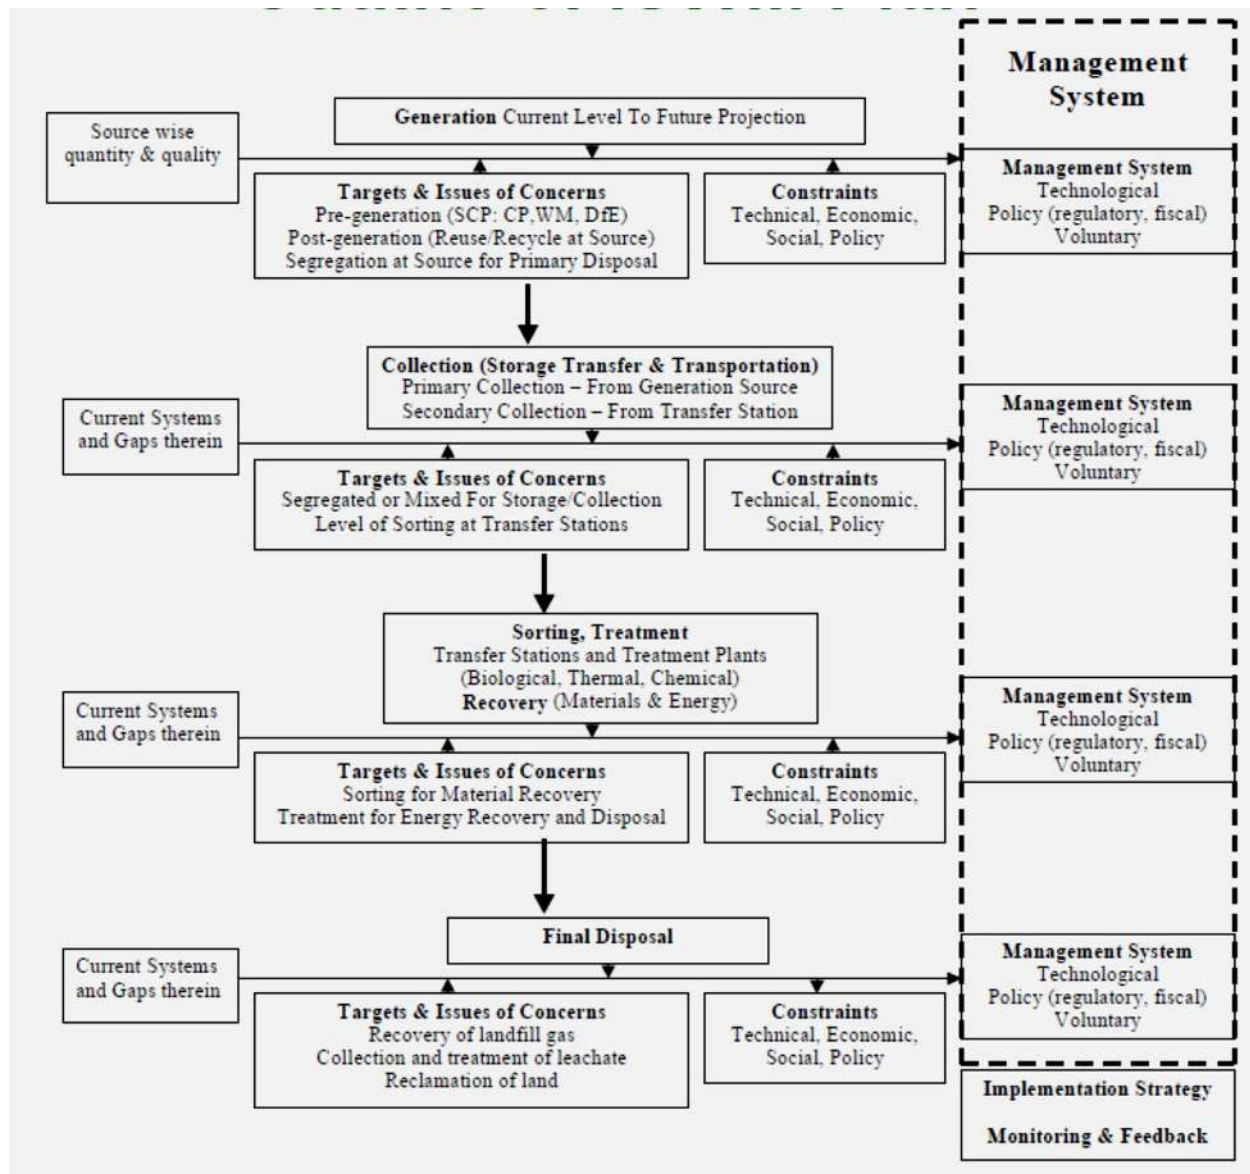 Management
System
Generation Current Level To Future Projection
Source wise
quantity & quality
Targets & Issues of Concerns
Pre-generation (SCP: CP,WM, DfE)
Post-generation (Reuse/Recycle at Source)
Segregation at Source for Primary Disposal
Constraints
Technical, Economic,
Social, Policy
Management System
Technological
Policy (regulatory, fiscal)
Voluntary
Collection (Storage Transfer & Transportation)
Primary Collection – From Generation Source
Secondary Collection – From Transfer Station
Current Systems
and Gaps therein
Targets & Issues of Concerns
Segregated or Mixed For Storage/Collection
Level of Sorting at Transfer Stations
Constraints
Technical, Economic,
Social, Policy
Management System
Technological
Policy (regulatory, fiscal)
Voluntary
Sorting, Treatment
Transfer Stations and Treatment Plants
(Biological, Thermal, Chemical)
Recovery (Materials & Energy)
Current Systems
and Gaps therein
Targets & Issues of Concerns
Sorting for Material Recovery
Treatment for Energy Recovery and Disposal
Constraints
Technical, Economic,
Social, Policy
Management System
Technological
Policy (regulatory, fiscal)
Voluntary
Final Disposal
Current Systems
and Gaps therein
Targets & Issues of Concerns
Recovery of landfill gas
Collection and treatment of leachate
Reclamation of land
Constraints
Technical, Economic,
Social, Policy
Management System
Technological
Policy (regulatory, fiscal)
Voluntary
Implementation Strategy
Monitoring & Feedback